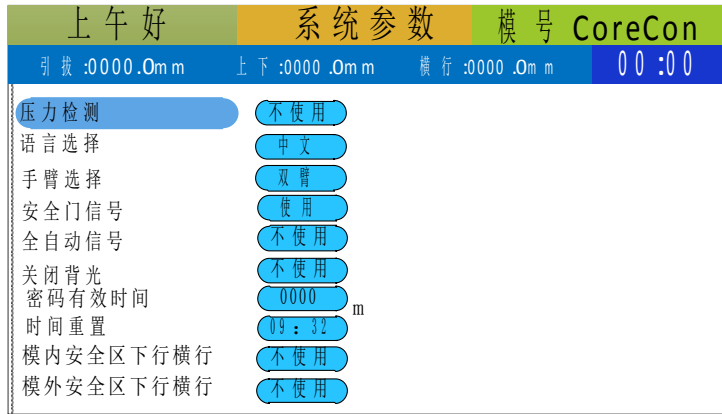 上午好 系统参数 模号 CoreCon
引拔:0000.0mm 上下:0000.0mm 横行:0000.0mm 00:00
压力检测 不使用
语言选择 中文
手臂选择 双臂
安全门信号 使用
全自动信号 不使用
关闭背光 不使用
密码有效时间 0000 m
时间重置 09:32
模内安全区下行横行 不使用
模外安全区下行横行 不使用